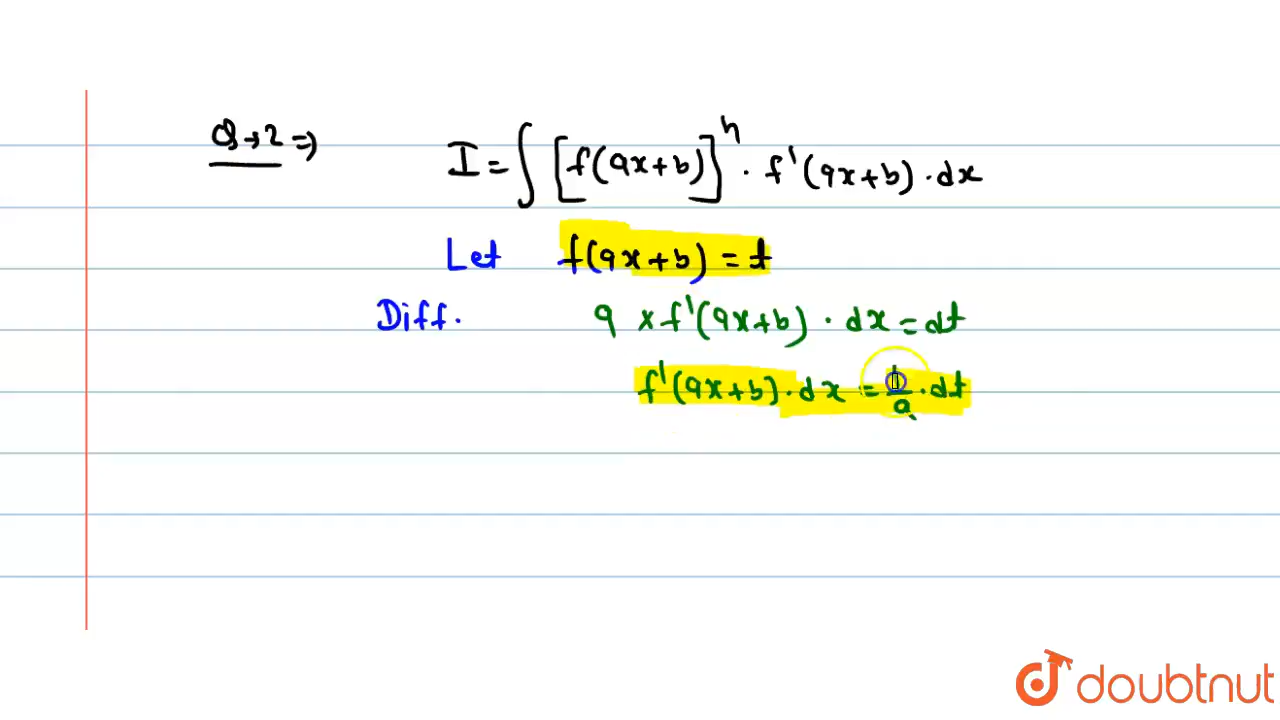 Q→2⇒ I = ∫ [f(ax+b)]ⁿ · f'(ax+b) · dx
Let f(ax+b) = t
Diff. a × f'(ax+b) · dx = dt
f'(ax+b) · dx = 1/a · dt
doubtnut